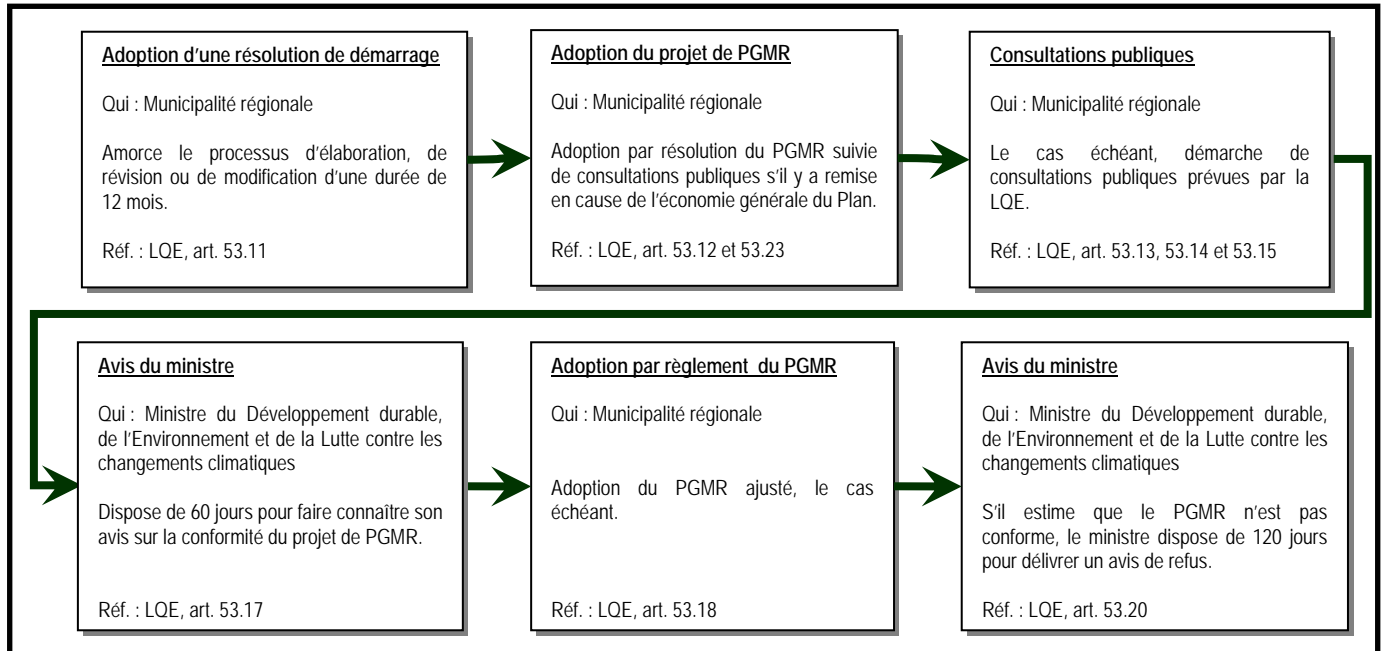 Adoption d'une résolution de démarrage
Qui : Municipalité régionale
Amorce le processus d'élaboration, de
révision ou de modification d'une durée de
12 mois.
Réf. : LQE, art. 53.11
Adoption du projet de PGMR
Qui : Municipalité régionale
Adoption par résolution du PGMR suivie
de consultations publiques s'il y a remise
en cause de l'économie générale du Plan.
Réf. : LQE, art. 53.12 et 53.23
Consultations publiques
Qui : Municipalité régionale
Le cas échéant, démarche de
consultations publiques prévues par la
LQE.
Réf. : LQE, art. 53.13, 53.14 et 53.15
Avis du ministre
Qui : Ministre du Développement durable,
de l'Environnement et de la Lutte contre les
changements climatiques
Dispose de 60 jours pour faire connaître son
avis sur la conformité du projet de PGMR.
Réf. : LQE, art. 53.17
Adoption par règlement du PGMR
Qui : Municipalité régionale
Adoption du PGMR ajusté, le cas
échéant.
Réf. : LQE, art. 53.18
Avis du ministre
Qui : Ministre du Développement durable,
de l'Environnement et de la Lutte contre les
changements climatiques
S'il estime que le PGMR n'est pas
conforme, le ministre dispose de 120 jours
pour délivrer un avis de refus.
Réf. : LQE, art. 53.20